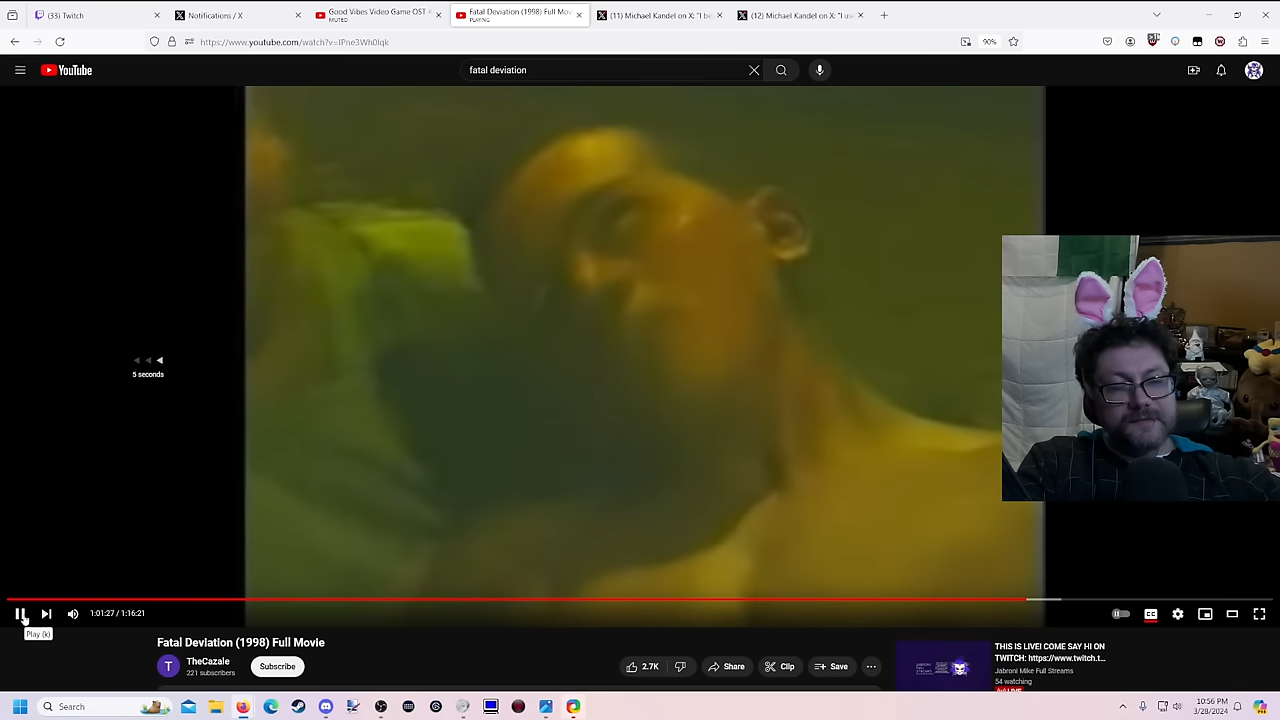 (33) Twitch
Notifications / X
Good Vibes Video Game OST
MUTED
Fatal Deviation (1998) Full Mov
PLAYING
(11) Michael Kandel on X: "I be
(12) Michael Kandel on X: "I us
https://www.youtube.com/watch?v=IPne3Wh0lqk
90%
YouTube
fatal deviation
5 seconds
1:01:27 / 1:16:21
Play (k)
Fatal Deviation (1998) Full Movie
TheCazale
221 subscribers
Subscribe
2.7K
Share
Clip
Save
THIS IS LIVE! COME SAY HI ON
TWITCH: https://www.twitch.t...
Jabroni Mike Full Streams
54 watching
Search
10:56 PM
3/28/2024